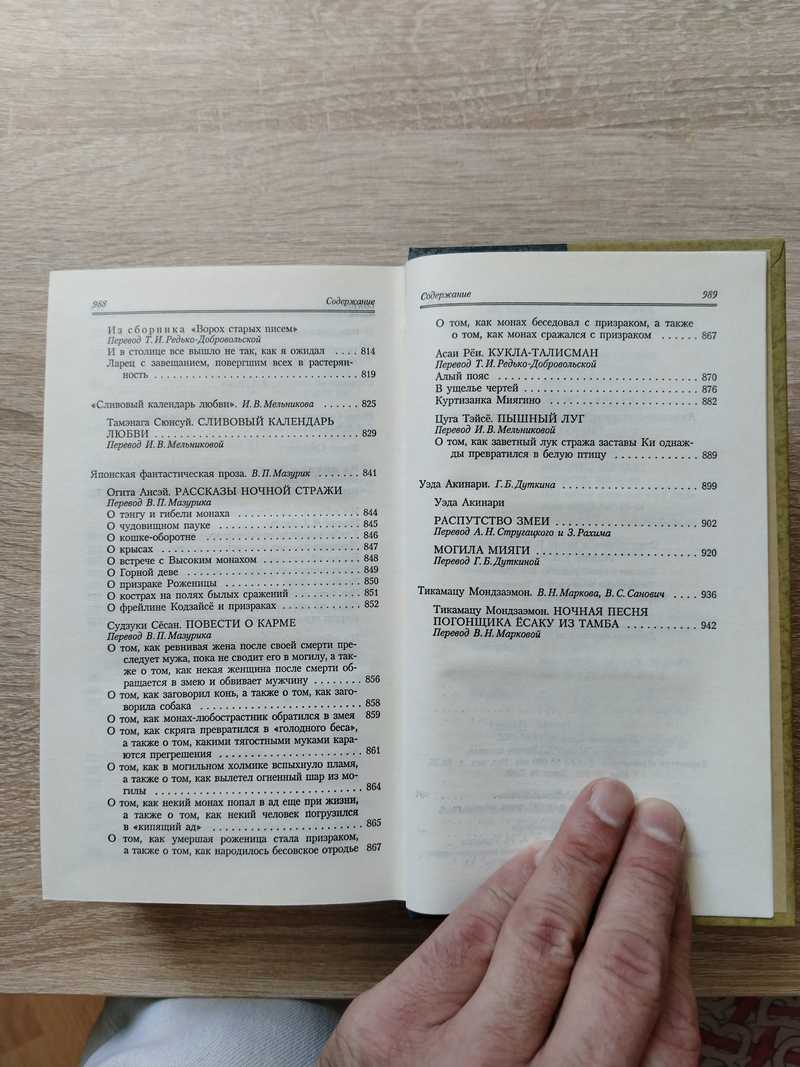 988
Содержание
Из сборника «Ворох старых писем»
Перевод Т. И. Редько-Добровольской
И в столице все вышло не так, как я ожидал .... 814
Ларец с завещанием, повергшим всех в растерян-
ность ........................ 819
«Сливовый календарь любви». И. В. Мельникова ...... 825
Таменага Сюнсуй. СЛИВОВЫЙ КАЛЕНДАРЬ
ЛЮБВИ ........................ 829
Перевод И. В. Мельниковой
Японская фантастическая проза. В. П. Мазурик ....... 841
Огита Ансэй. РАССКАЗЫ НОЧНОЙ СТРАЖИ
Перевод В. П. Мазурика
О тэнгу и гибели монаха ............... 844
О чудовищном пауке ............... 845
О кошке-оборотне ............... 846
О крысах ............... 847
О встрече с Высоким монахом ............... 848
О Горной деве ............... 849
О призраке Роженицы ............... 850
О кострах на полях былых сражений ......... 851
О фрейлине Кодзайсё и призраках ............ 852
Судзуки Сёсан. ПОВЕСТИ О КАРМЕ
Перевод В. П. Мазурика
О том, как ревнивая жена после своей смерти пре-
следует мужа, пока не сводит его в могилу, а так-
же о том, как некая женщина после смерти об-
ращается в змею и обвивает мужчину ........ 856
О том, как заговорил конь, а также о том, как заго-
ворила собака ............... 858
О том, как монах-любострастник обратился в змея 859
О том, как скряга превратился в «голодного беса»,
а также о том, какими тягостными муками кара-
ются прегрешения ............... 861
О том, как в могильном холмике вспыхнуло пламя,
а также о том, как вылетел огненный шар из мо-
гилы ............... 864
О том, как некий монах попал в ад еще при жизни,
а также о том, как некий человек погрузился
в «кипящий ад» ............... 865
О том, как умершая роженица стала призраком,
а также о том, как народилось бесовское отродье 867
Содержание
989
О том, как монах беседовал с призраком, а также
о том, как монах сражался с призраком ...... 867
Асаи Рёи. КУКЛА-ТАЛИСМАН
Перевод Т. И. Редько-Добровольской
Алый пояс ............... 870
В ущелье чертей ............... 876
Куртизанка Миягино ............... 882
Цуга Тэйсё. ПЫШНЫЙ ЛУГ
Перевод И. В. Мельниковой
О том, как заветный лук стража заставы Ки однаж-
ды превратился в белую птицу ............ 889
Уэда Акинари. Г. Б. Дуткина ............... 899
Уэда Акинари
РАСПУТСТВО ЗМЕИ ............... 902
Перевод А. Н. Стругацкого и З. Рахима
МОГИЛА МИЯГИ ............... 920
Перевод Г. Б. Дуткиной
Тикамацу Мондзаэмон. В. Н. Маркова, В. С. Санович .... 936
Тикамацу Мондзаэмон. НОЧНАЯ ПЕСНЯ
ПОГОНЩИКА ЁСАКУ ИЗ ТАМБА ........... 942
Перевод В. Н. Марковой